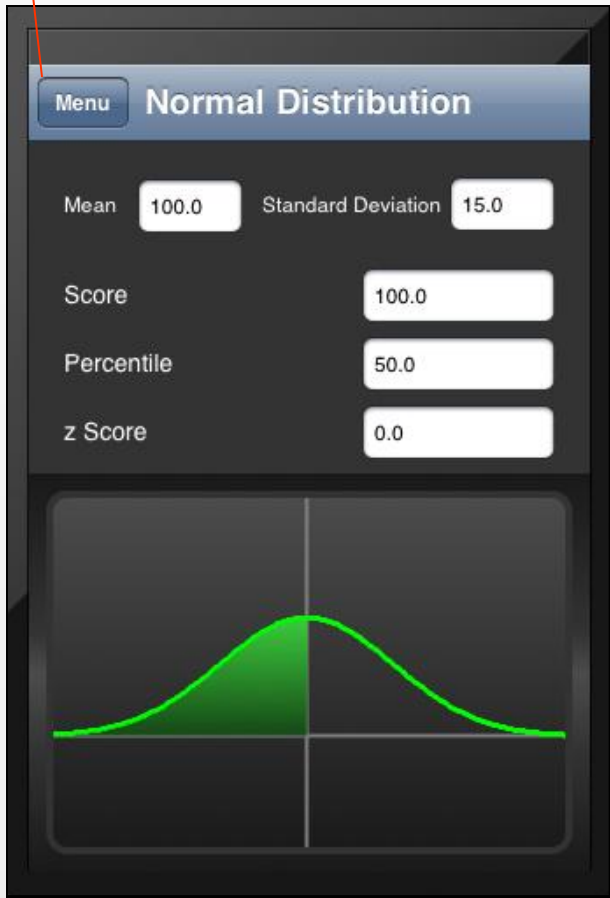 Menu Normal Distribution
Mean 100.0 Standard Deviation 15.0
Score 100.0
Percentile 50.0
z Score 0.0